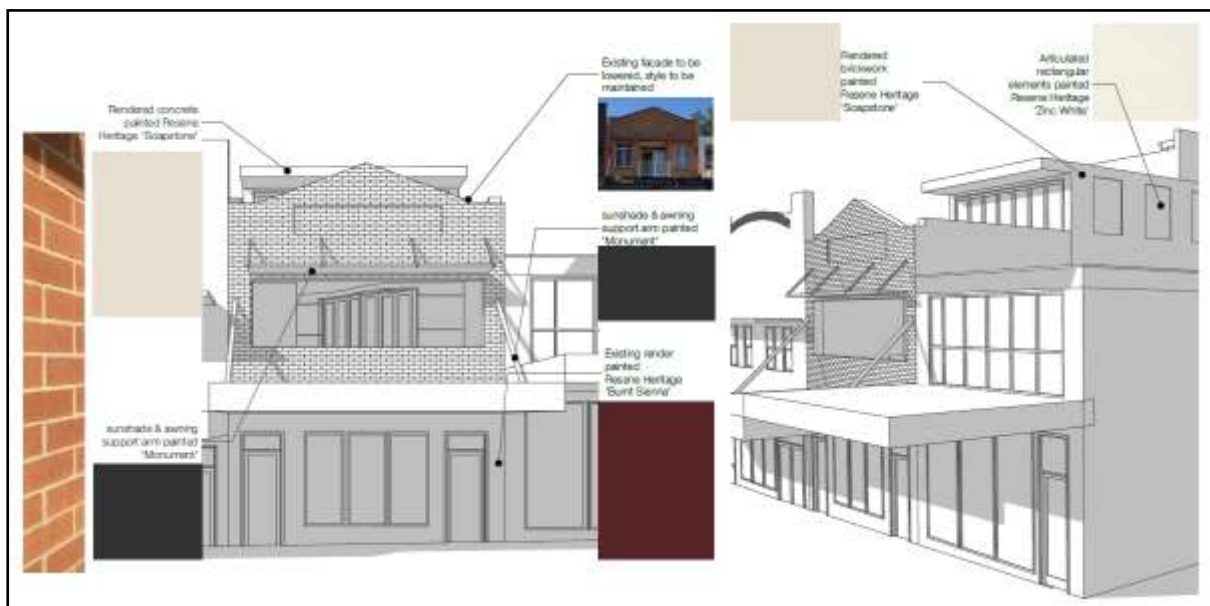 Rendered concrete
painted Resene
Heritage 'Soapstone'
sunshade & awning
support arm painted
'Monument'
Existing facade to be
lowered, style to be
maintained
sunshade & awning
support arm painted
'Monument'
Existing render
painted
Resene Heritage
'Burnt Sienna'
Rendered
brickwork
painted
Resene Heritage
'Soapstone'
Articulated
rectangular
elements painted
Resene Heritage
'Zinc White'